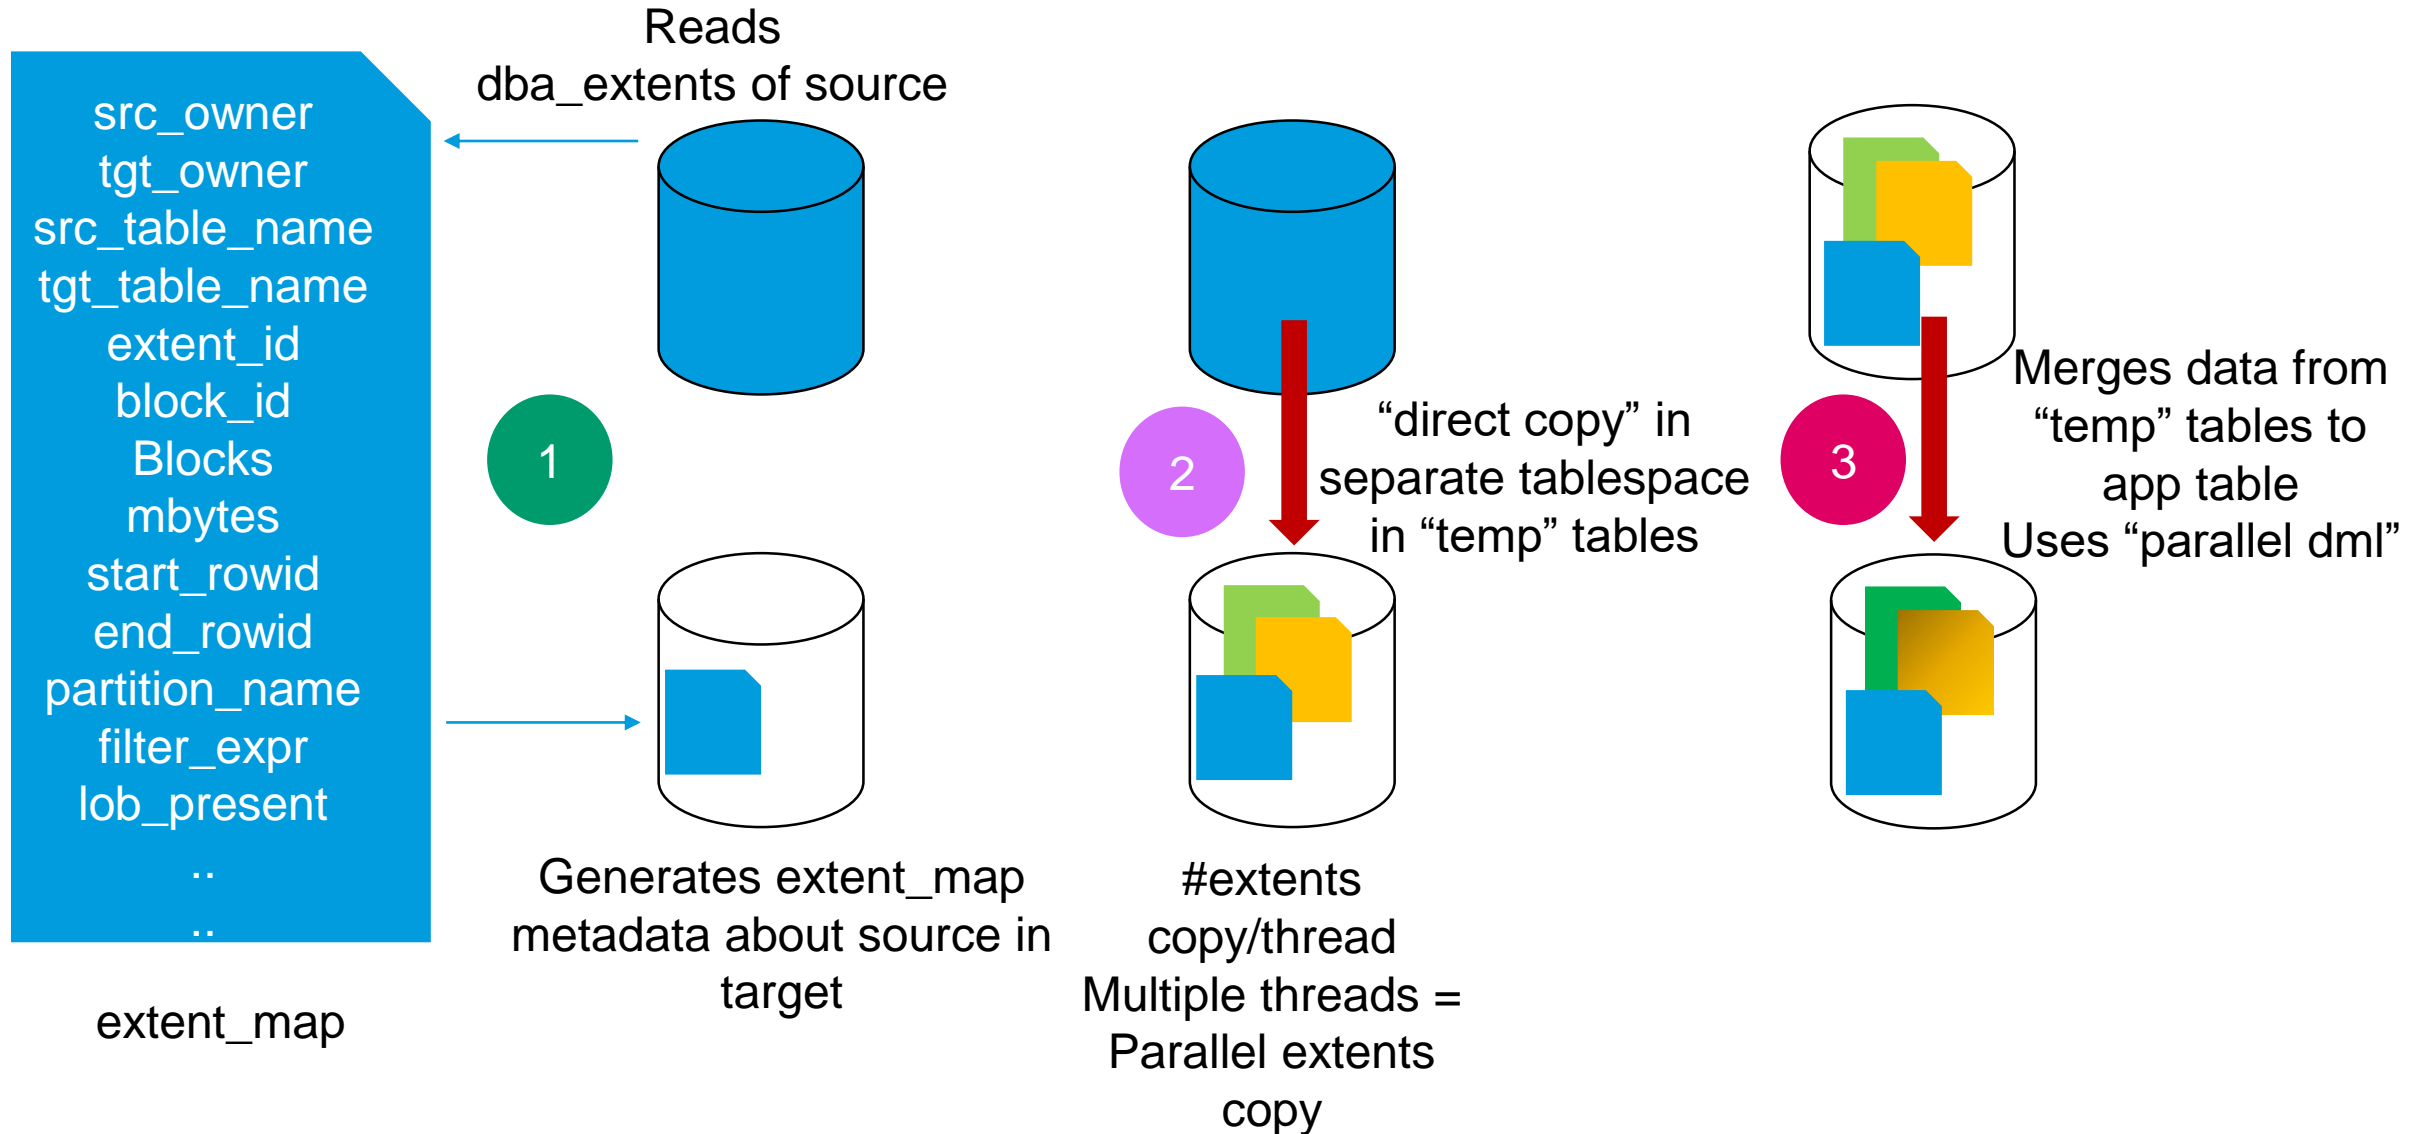 src_owner
tgt_owner
src_table_name
tgt_table_name
extent_id
block_id
Blocks
mbytes
start_rowid
end_rowid
partition_name
filter_expr
lob_present
..
..
extent_map
Reads
dba_extents of source
1
Generates extent_map
metadata about source in
target
2
“direct copy” in
separate tablespace
in “temp” tables
#extents
copy/thread
Multiple threads =
Parallel extents
copy
3
Merges data from
“temp” tables to
app table
Uses “parallel dml”